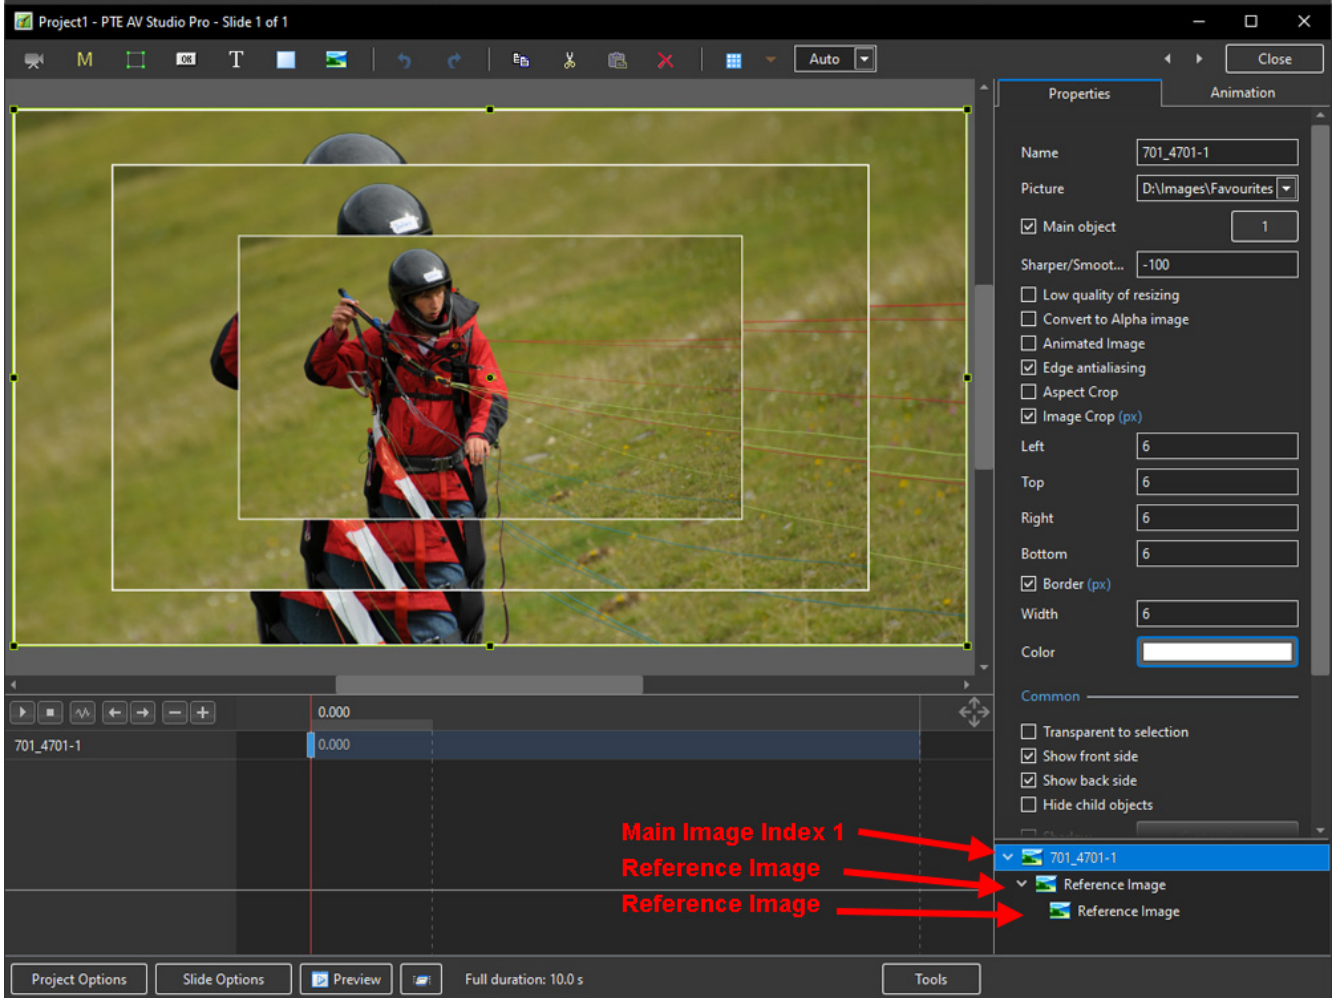 Project1 - PTE AV Studio Pro - Slide 1 of 1
M
OK
T
Auto
Close
Properties
Animation
Name
701_4701-1
Picture
D:\Images\Favourites
Main object
1
Sharper/Smoot...
-100
Low quality of resizing
Convert to Alpha image
Animated Image
Edge antialiasing
Aspect Crop
Image Crop (px)
Left
6
Top
6
Right
6
Bottom
6
Border (px)
Width
6
Color
Common
Transparent to selection
Show front side
Show back side
Hide child objects
0.000
701_4701-1
0.000
Main Image Index 1
Reference Image
Reference Image
701_4701-1
Reference Image
Reference Image
Project Options
Slide Options
Preview
Full duration: 10.0 s
Tools